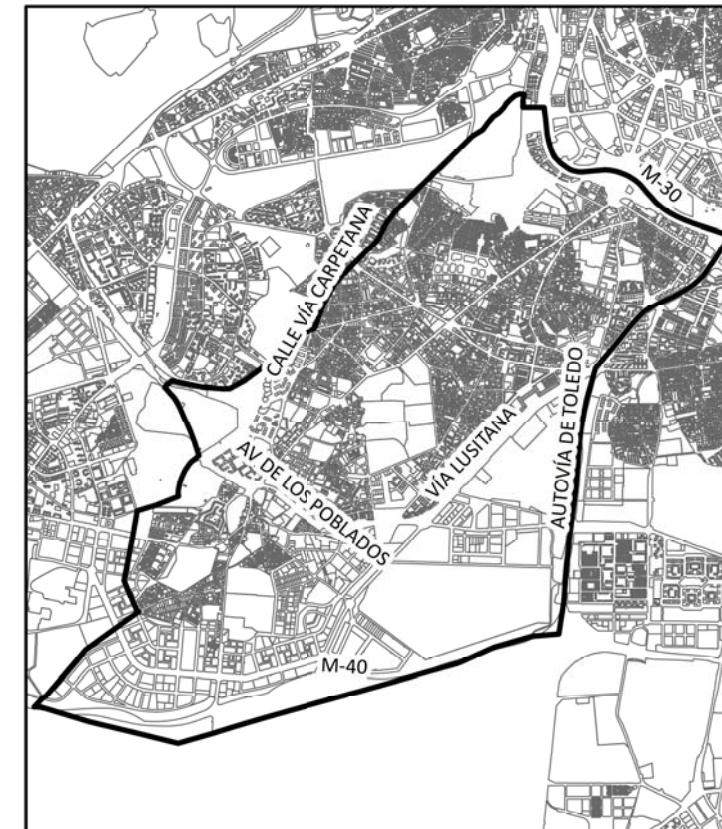 M-30
CALLE VÍA CARPETANA
AUTOVÍA DE TOLEDO
VÍA LUSITANA
AV DE LOS POBLADOS
M-40